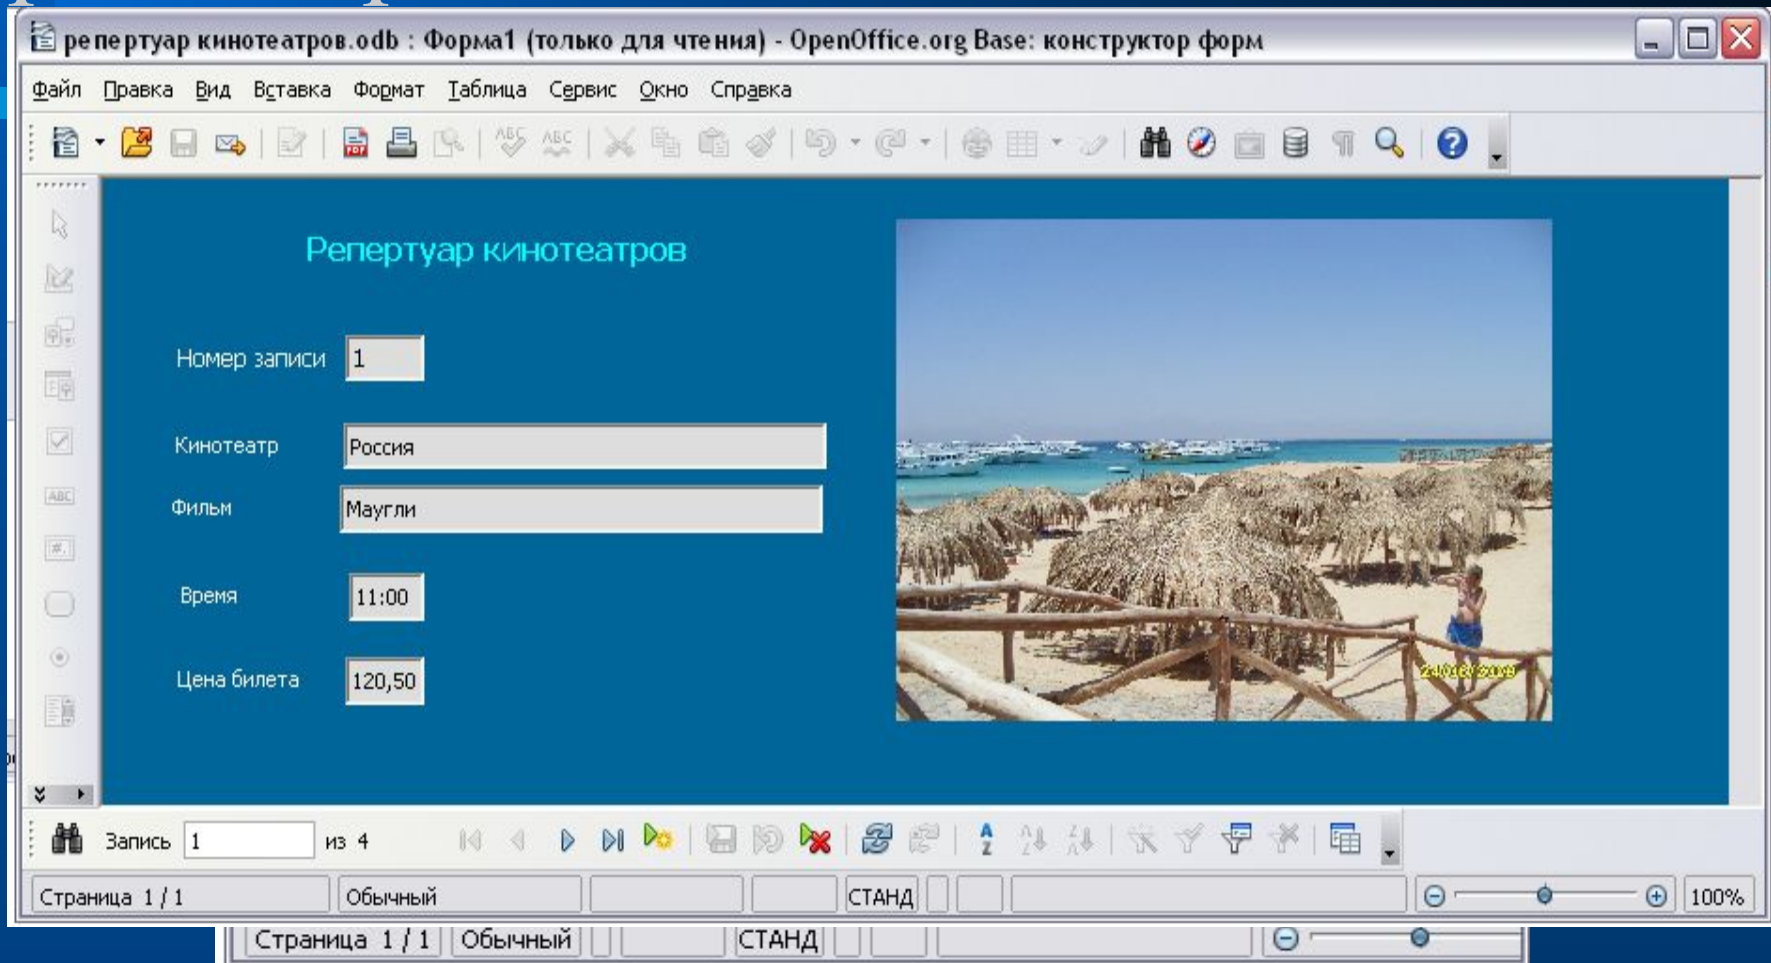 репертуар кинотеатров.odb : Форма1 (только для чтения) - OpenOffice.org Base: конструктор форм
Файл Правка Вид Вставка Формат Таблица Сервис Окно Справка
Репертуар кинотеатров
Номер записи 1
Кинотеатр Россия
Фильм Маугли
Время 11:00
Цена билета 120,50
Запись 1 из 4
Страница 1 / 1 Обычный СТАНД 100%
Страница 1 / 1 Обычный СТАНД